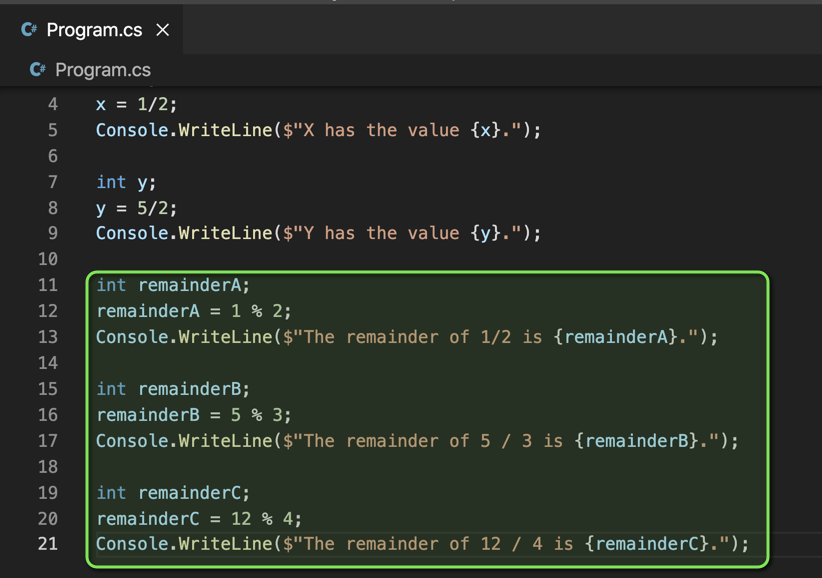 C# Program.cs ×
C# Program.cs
4 x = 1/2;
5 Console.WriteLine($"X has the value {x}.");
6
7 int y;
8 y = 5/2;
9 Console.WriteLine($"Y has the value {y}.");
10
11 int remainderA;
12 remainderA = 1 % 2;
13 Console.WriteLine($"The remainder of 1/2 is {remainderA}.");
14
15 int remainderB;
16 remainderB = 5 % 3;
17 Console.WriteLine($"The remainder of 5 / 3 is {remainderB}.");
18
19 int remainderC;
20 remainderC = 12 % 4;
21 Console.WriteLine($"The remainder of 12 / 4 is {remainderC}.");